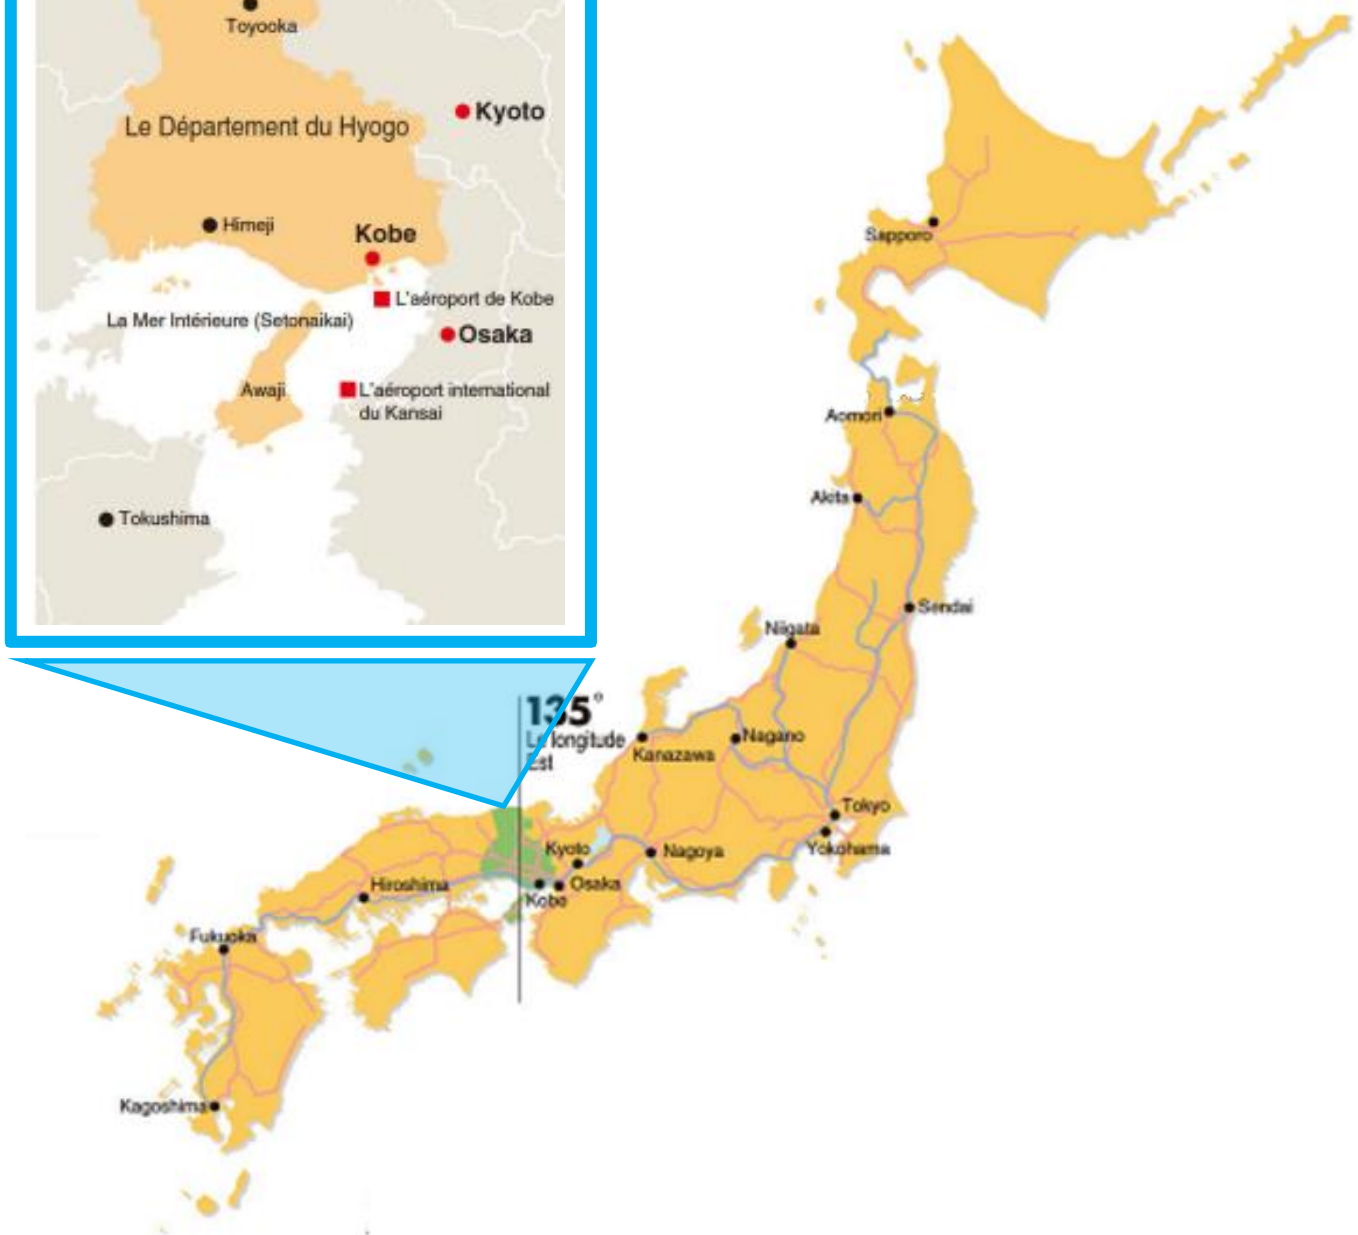 Toyooka
Kyoto
Le Département du Hyogo
Himeji
Kobe
L'aéroport de Kobe
La Mer Intérieure (Setonaikai)
Osaka
Awaji
L'aéroport international
du Kansai
Tokushima
Sapporo
Aomori
Akita
Sendai
Niigata
135°
La longitude
Est
Kanazawa
Nagano
Tokyo
Yokohama
Kyoto
Nagoya
Hiroshima
Osaka
Kobe
Fukuoka
Kagoshima